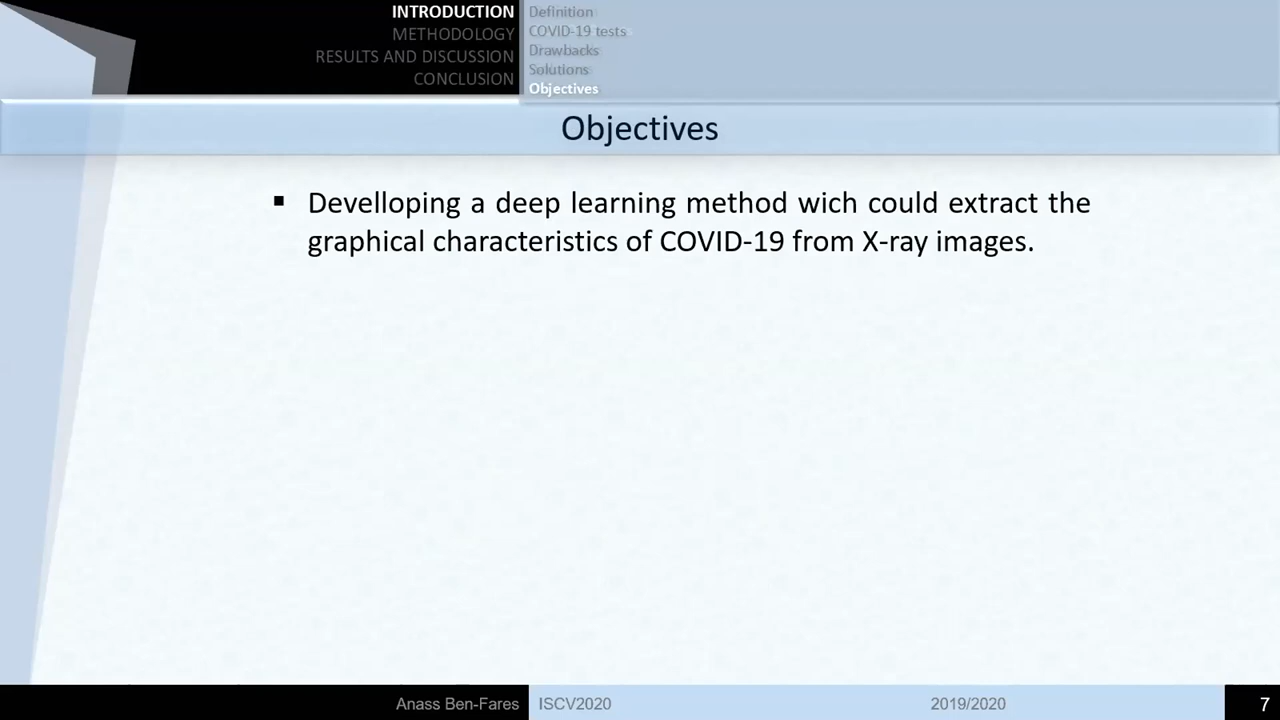 INTRODUCTION
METHODOLOGY
RESULTS AND DISCUSSION
CONCLUSION
Definition
COVID-19 tests
Drawbacks
Solutions
Objectives
Objectives
▪ Develloping a deep learning method wich could extract the
graphical characteristics of COVID-19 from X-ray images.
Anass Ben-Fares
ISCV2020
2019/2020
7